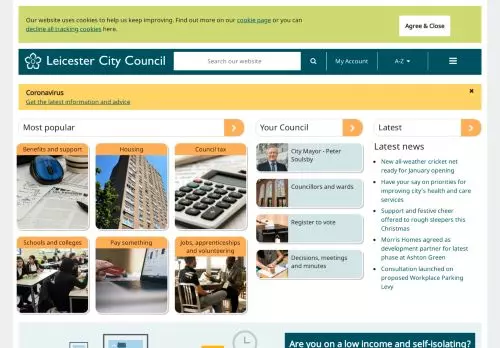 Our website uses cookies to help us keep improving. Find out more on our cookie page or you can
decline all tracking cookies here.
Agree & Close
Leicester City Council
Search our website
My Account
A-Z
Coronavirus
Get the latest information and advice
Most popular
Benefits and support
Housing
Council tax
Schools and colleges
Pay something
Jobs, apprenticeships
and volunteering
Your Council
City Mayor - Peter
Soulsby
Councillors and wards
Register to vote
Decisions, meetings
and minutes
Latest
Latest news
New all-weather cricket net
ready for January opening
Have your say on priorities for
improving city's health and care
services
Support and festive cheer
offered to rough sleepers this
Christmas
Morris Homes agreed as
development partner for latest
phase at Ashton Green
Consultation launched on
proposed Workplace Parking
Levy
Are you on a low income and self-isolating?